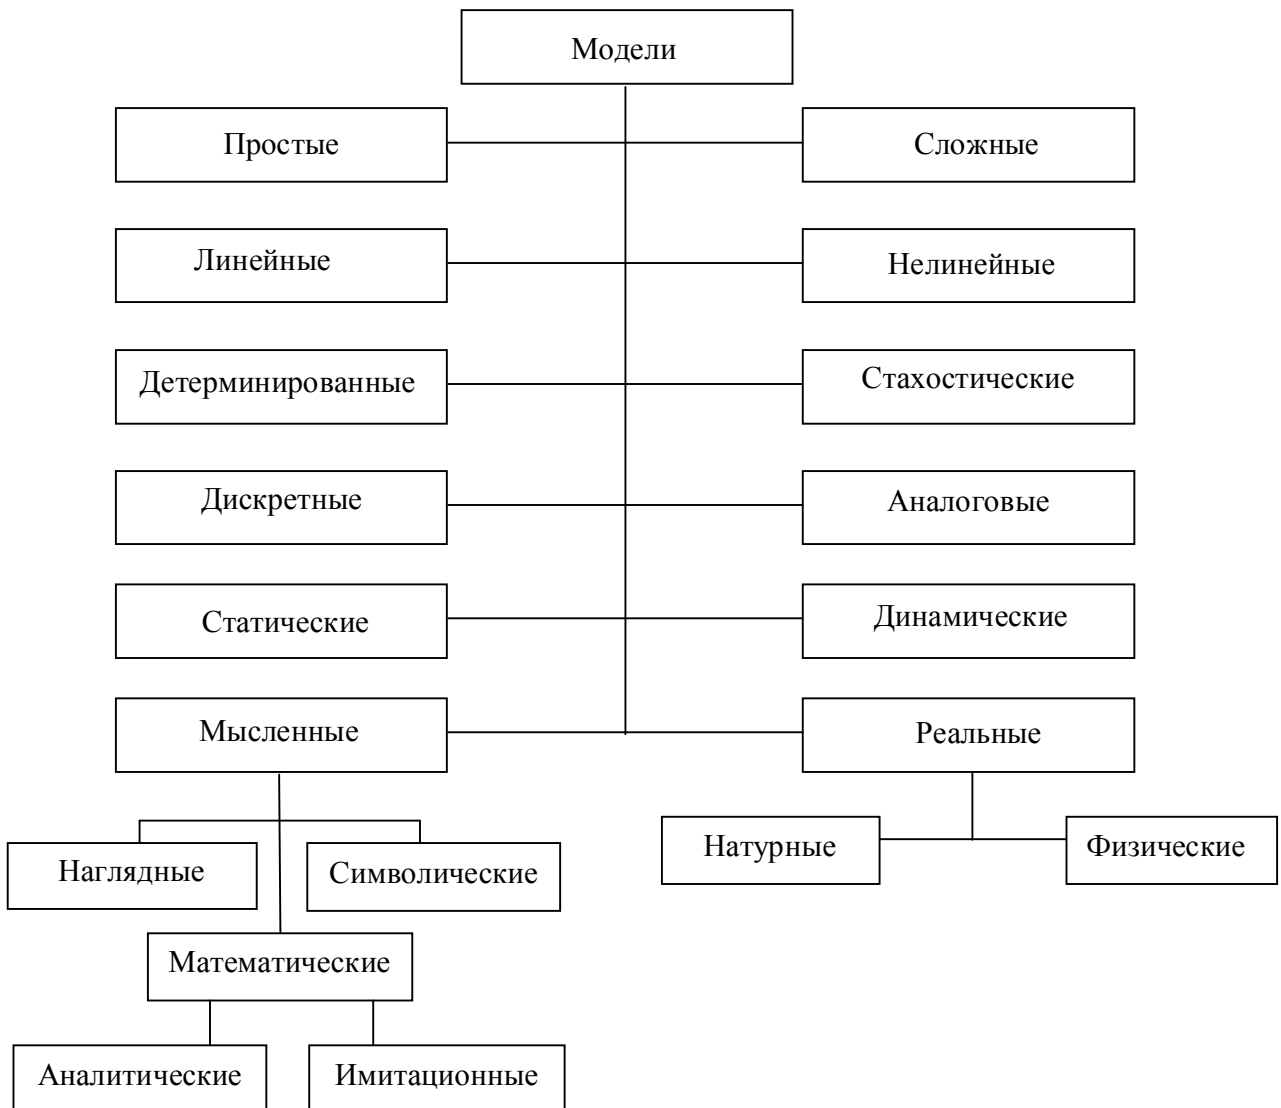 Модели
Простые
Сложные
Линейные
Нелинейные
Детерминированные
Стахостические
Дискретные
Аналоговые
Статические
Динамические
Мысленные
Реальные
Натурные
Физические
Наглядные
Символические
Математические
Аналитические
Имитационные